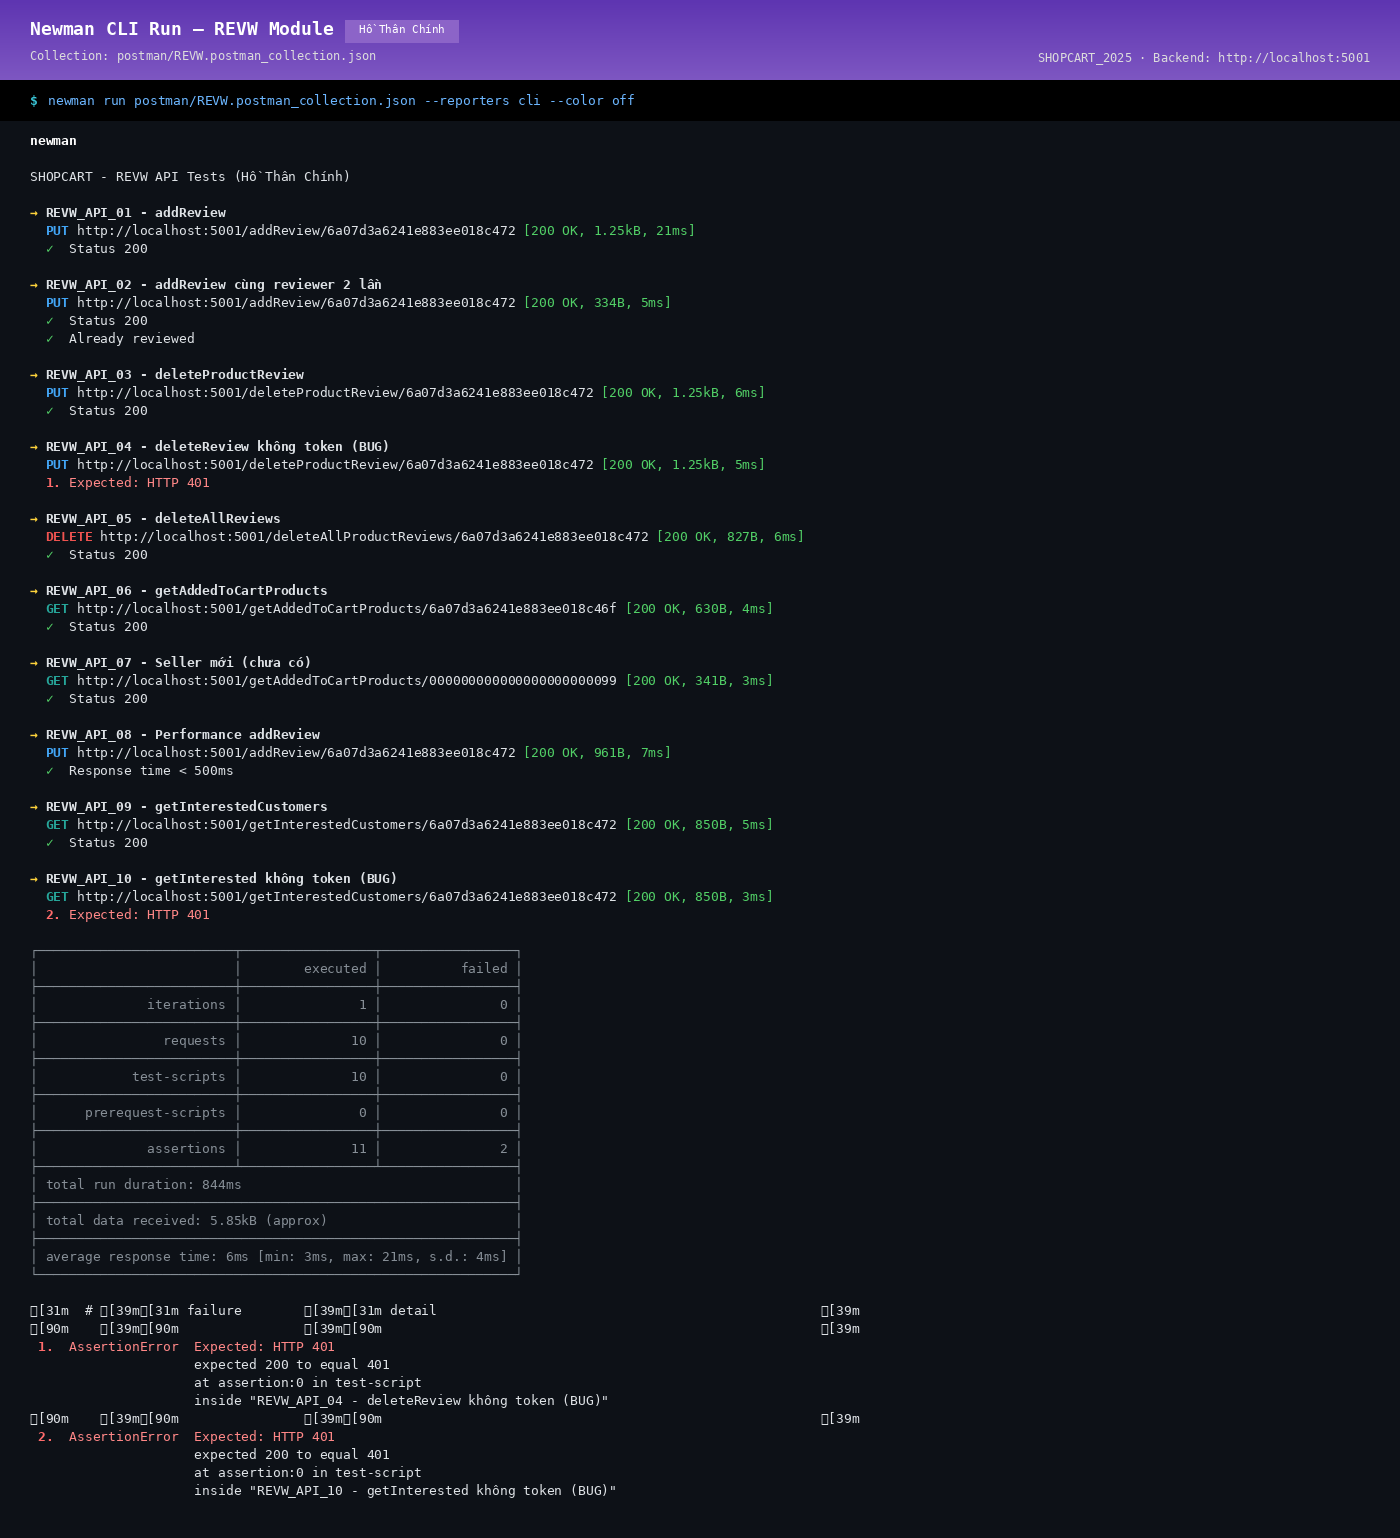 Newman CLI Run — REVW Module Hồ Thân Chính
Collection: postman/REVW.postman_collection.json
SHOPCART_2025 · Backend: http://localhost:5001
$ newman run postman/REVW.postman_collection.json --reporters cli --color off
newman
SHOPCART - REVW API Tests (Hồ Thân Chính)
→ REVW_API_01 - addReview
PUT http://localhost:5001/addReview/6a07d3a6241e883ee018c472 [200 OK, 1.25kB, 21ms]
✓ Status 200
→ REVW_API_02 - addReview cùng reviewer 2 lần
PUT http://localhost:5001/addReview/6a07d3a6241e883ee018c472 [200 OK, 334B, 5ms]
✓ Status 200
✓ Already reviewed
→ REVW_API_03 - deleteProductReview
PUT http://localhost:5001/deleteProductReview/6a07d3a6241e883ee018c472 [200 OK, 1.25kB, 6ms]
✓ Status 200
→ REVW_API_04 - deleteReview không token (BUG)
PUT http://localhost:5001/deleteProductReview/6a07d3a6241e883ee018c472 [200 OK, 1.25kB, 5ms]
1. Expected: HTTP 401
→ REVW_API_05 - deleteAllReviews
DELETE http://localhost:5001/deleteAllProductReviews/6a07d3a6241e883ee018c472 [200 OK, 827B, 6ms]
✓ Status 200
→ REVW_API_06 - getAddedToCartProducts
GET http://localhost:5001/getAddedToCartProducts/6a07d3a6241e883ee018c46f [200 OK, 630B, 4ms]
✓ Status 200
→ REVW_API_07 - Seller mới (chưa có)
GET http://localhost:5001/getAddedToCartProducts/000000000000000000000099 [200 OK, 341B, 3ms]
✓ Status 200
→ REVW_API_08 - Performance addReview
PUT http://localhost:5001/addReview/6a07d3a6241e883ee018c472 [200 OK, 961B, 7ms]
✓ Response time < 500ms
→ REVW_API_09 - getInterestedCustomers
GET http://localhost:5001/getInterestedCustomers/6a07d3a6241e883ee018c472 [200 OK, 850B, 5ms]
✓ Status 200
→ REVW_API_10 - getInterested không token (BUG)
GET http://localhost:5001/getInterestedCustomers/6a07d3a6241e883ee018c472 [200 OK, 850B, 3ms]
2. Expected: HTTP 401
executed failed
iterations 1 0
requests 10 0
test-scripts 10 0
prerequest-scripts 0 0
assertions 11 2
total run duration: 844ms
total data received: 5.85kB (approx)
average response time: 6ms [min: 3ms, max: 21ms, s.d.: 4ms]
[31m # [39m[31m failure [39m[31m detail [39m
[90m [39m[90m [39m[90m [39m
1. AssertionError Expected: HTTP 401
expected 200 to equal 401
at assertion:0 in test-script
inside "REVW_API_04 - deleteReview không token (BUG)"
[90m [39m[90m [39m[90m [39m
2. AssertionError Expected: HTTP 401
expected 200 to equal 401
at assertion:0 in test-script
inside "REVW_API_10 - getInterested không token (BUG)"